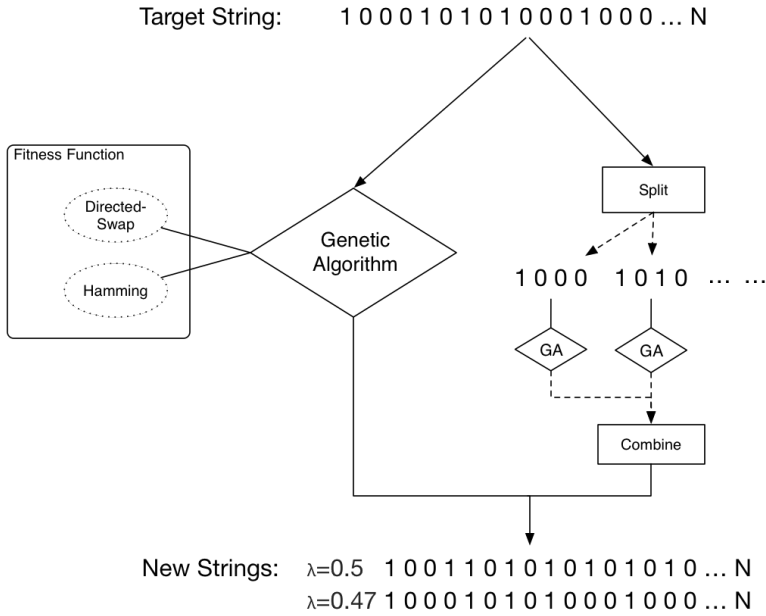 Target String: 1 0 0 0 1 0 1 0 1 0 0 0 1 0 0 0 ... N
Fitness Function
Directed-
Swap
Hamming
Genetic
Algorithm
Split
1 0 0 0 1 0 1 0 ... ...
GA GA
Combine
New Strings: λ=0.5 1 0 0 1 1 0 1 0 1 0 1 0 1 0 1 0 ... N
λ=0.47 1 0 0 0 1 0 1 0 1 0 0 0 1 0 0 0 ... N